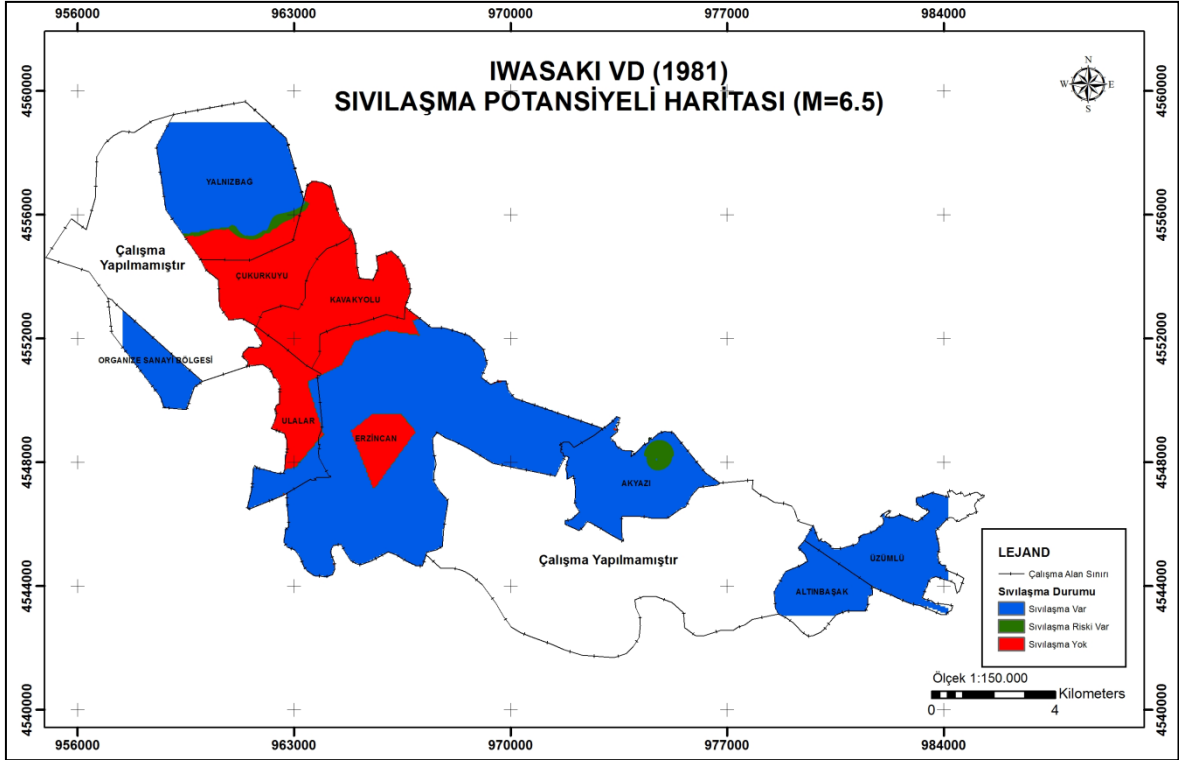 956000 963000 970000 977000 984000
IWASAKI VD (1981)
SIVILAŞMA POTANSİYELİ HARİTASI (M=6.5)
N
W E
S
4560000 4560000
4556000 4556000
4552000 4552000
4548000 4548000
4544000 4544000
4540000 4540000
YALNIZBAĞ
Çalışma
Yapılmamıştır
ÇUKURKUYU
KAVAKYOLU
ORGANİZE SANAYİ BÖLGESİ
ULALAR
ERZİNCAN
AKYAZI
Çalışma Yapılmamıştır
ÜZÜMLÜ
ALTINBAŞAK
LEJAND
Çalışma Alan Sınırı
Sıvılaşma Durumu
Sıvılaşma Var
Sıvılaşma Riski Var
Sıvılaşma Yok
Ölçek 1:150.000
Kilometers
0 4
956000 963000 970000 977000 984000